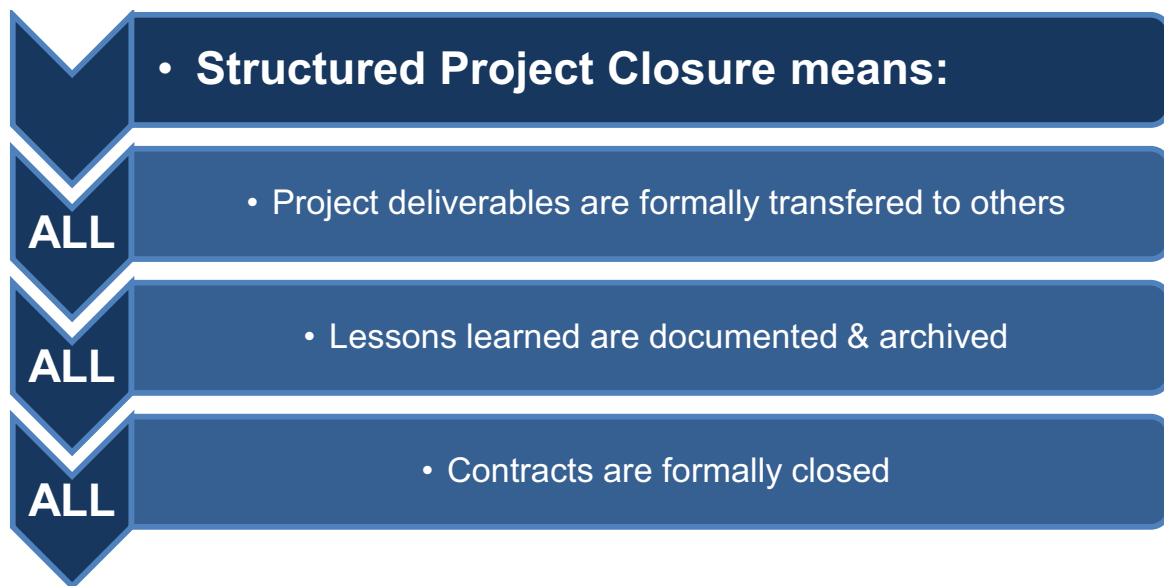 • Structured Project Closure means:
ALL
• Project deliverables are formally transfered to others
ALL
• Lessons learned are documented & archived
ALL
• Contracts are formally closed